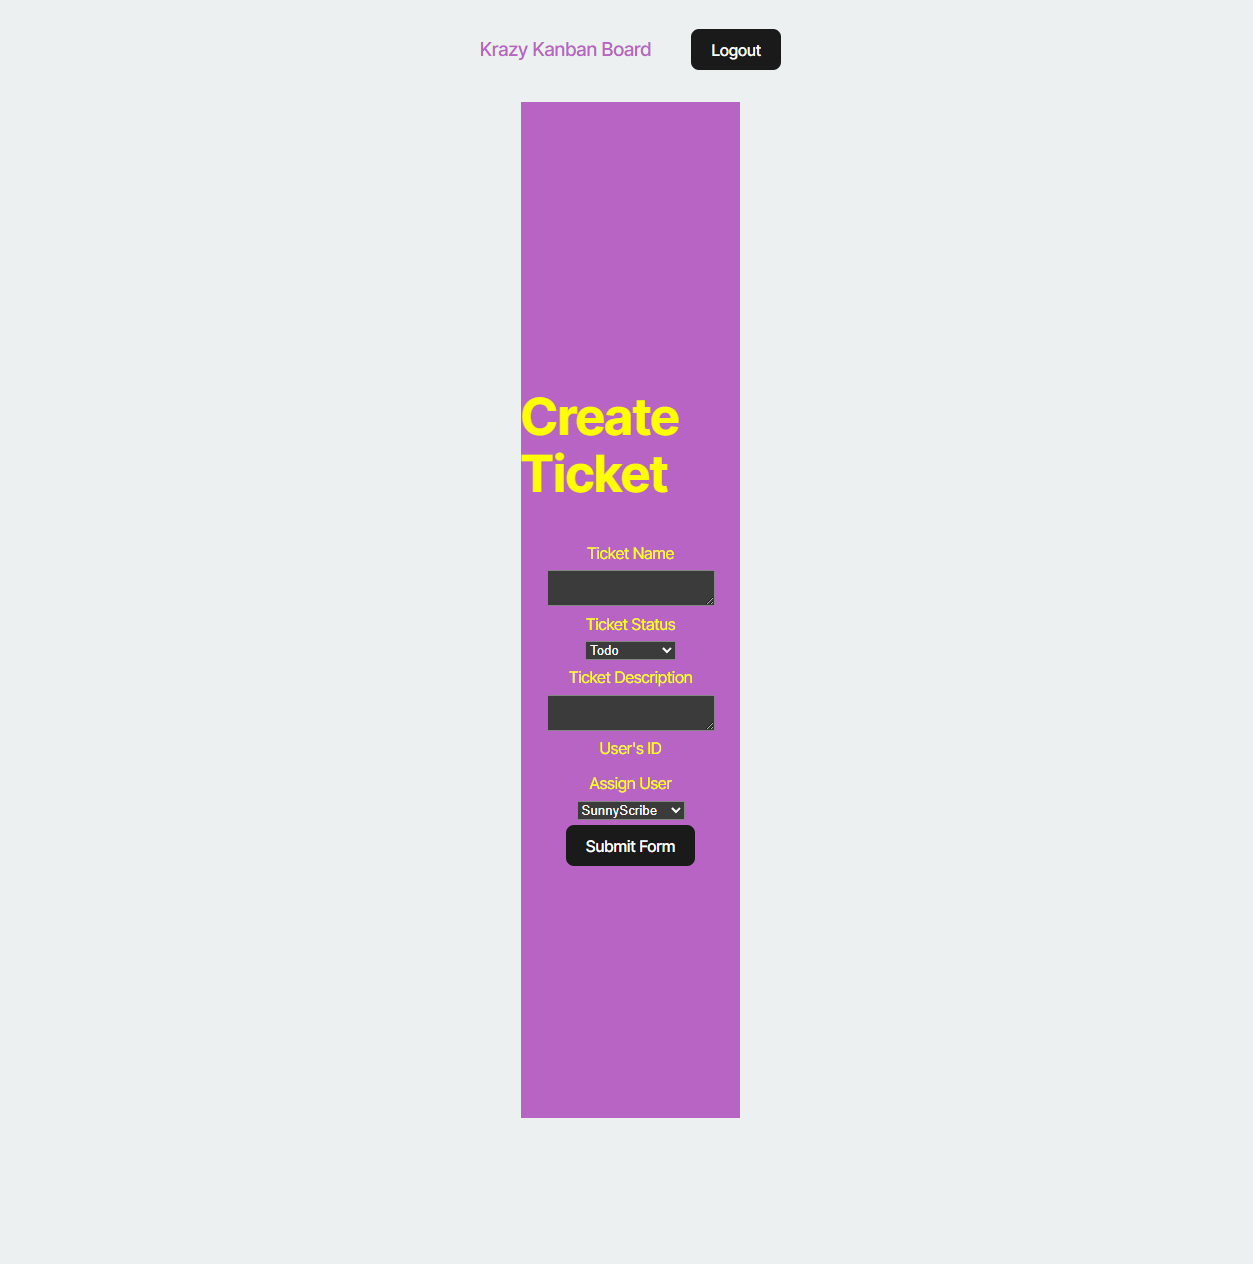 Krazy Kanban Board
Logout
Create
Ticket
Ticket Name
Ticket Status
Todo
Ticket Description
User's ID
Assign User
SunnyScribe
Submit Form